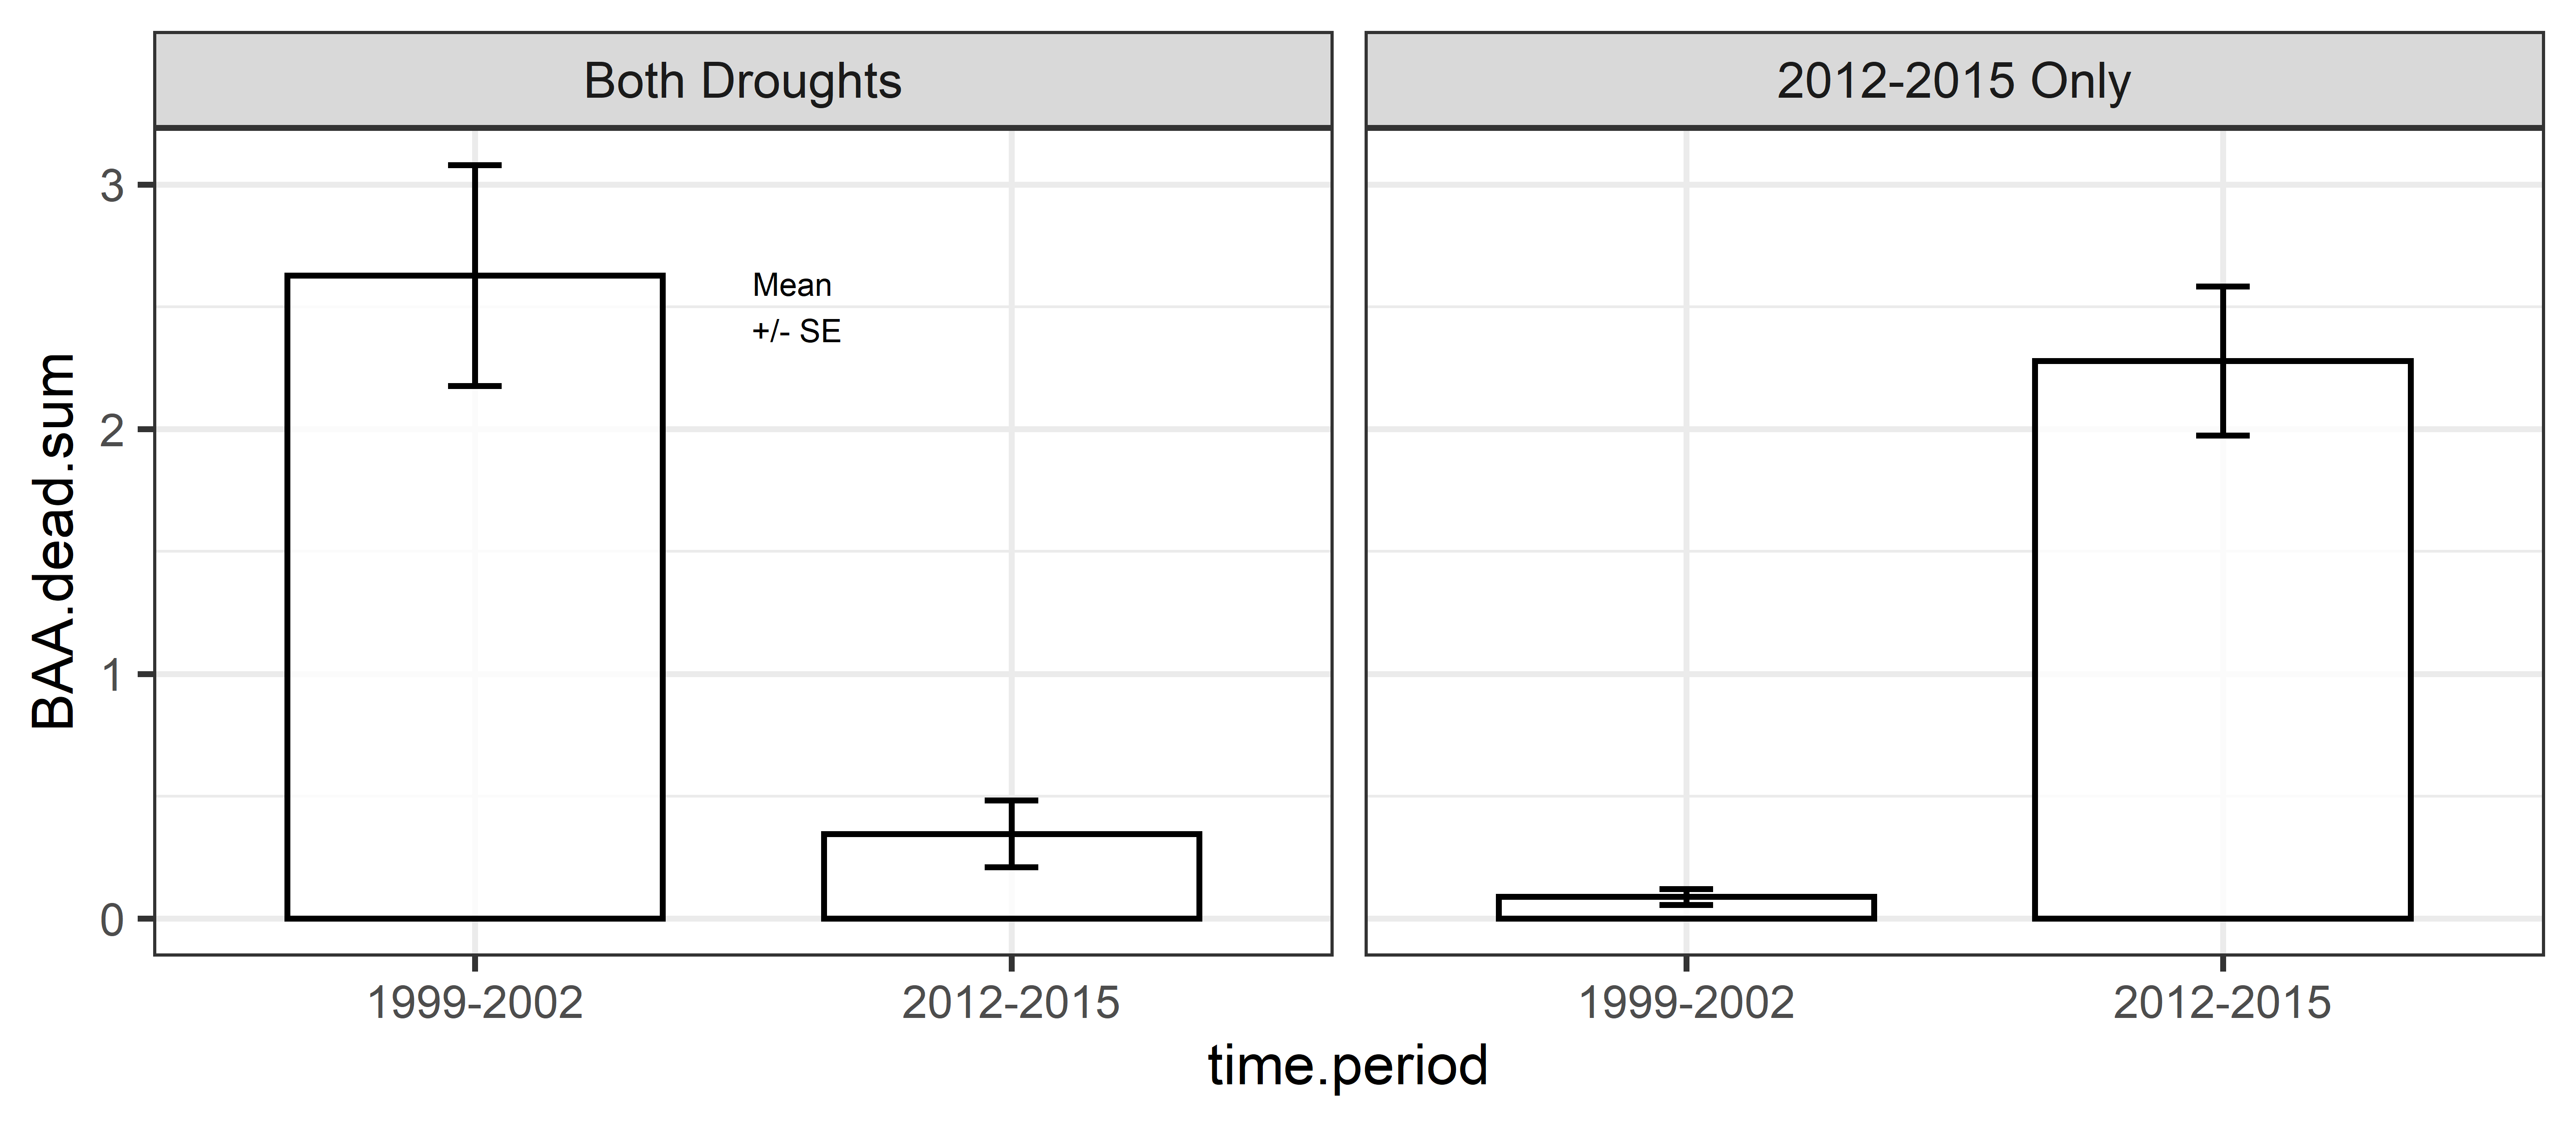 Both Droughts
2012-2015 Only
BAA.dead.sum
3
2
1
0
Mean
+/- SE
1999-2002
2012-2015
1999-2002
2012-2015
time.period